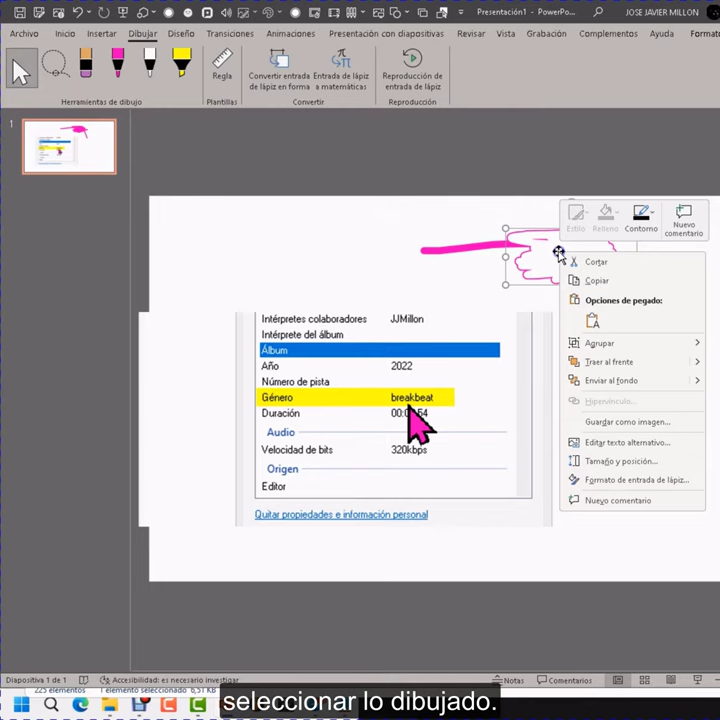 Presentación1 - PowerPo...
JOSE JAVIER MILLON
Archivo
Inicio
Insertar
Dibujar
Diseño
Transiciones
Animaciones
Presentación con diapositivas
Revisar
Vista
Grabación
Complementos
Ayuda
Formato
Regla
Convertir entrada
de lápiz en forma
Entrada de lápiz
a matemáticas
Reproducción de
entrada de lápiz
Herramientas de dibujo
Plantillas
Convertir
Reproducción
1
Estilo
Relleno
Contorno
Nuevo
comentario
Cortar
Copiar
Opciones de pegado:
Agrupar
Traer al frente
Enviar al fondo
Hipervínculo...
Guardar como imagen...
Editar texto alternativo...
Tamaño y posición...
Formato de entrada de lápiz...
Nuevo comentario
Intérpretes colaboradores JJMillon
Intérprete del álbum
Álbum
Año 2022
Número de pista
Género breakbeat
Duración
Audio
Velocidad de bits 320kbps
Origen
Editor
Quitar propiedades e información personal
Diapositiva 1 de 1
Accesibilidad: es necesario investigar
Notas
Comentarios
225 elementos 1 elemento seleccionado 6,51 KB
seleccionar lo dibujado.